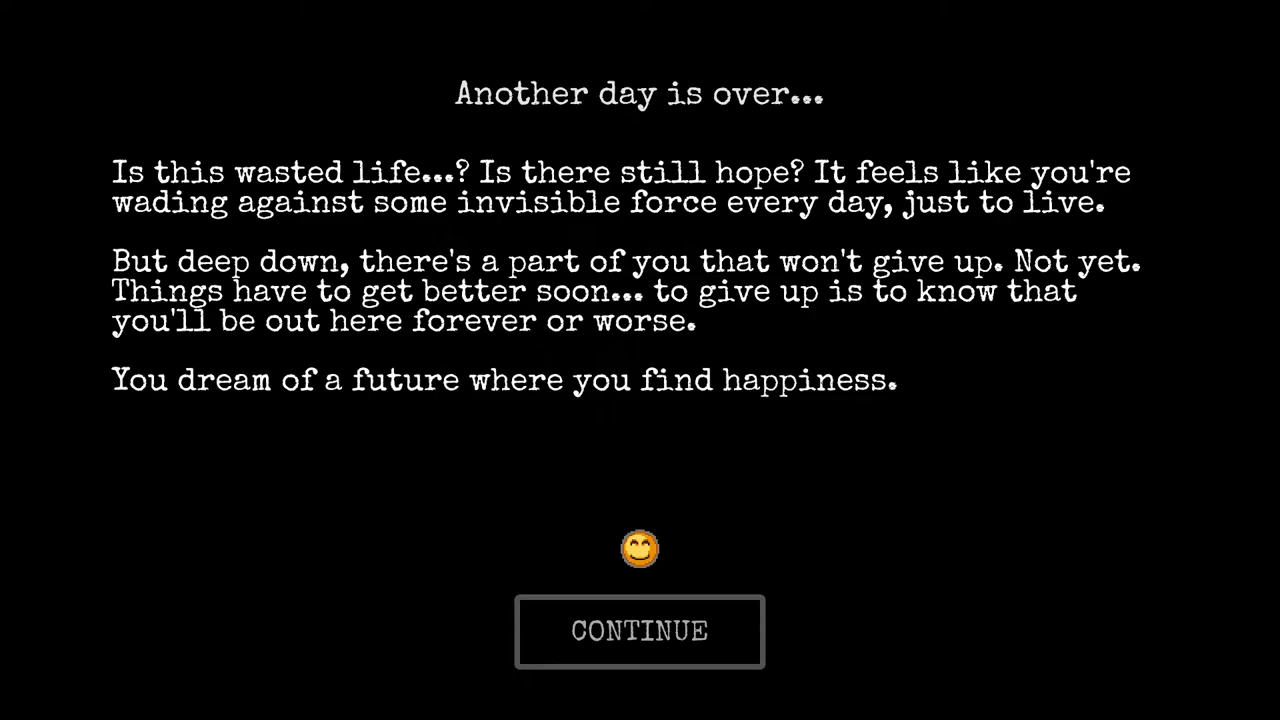 Another day is over...
Is this wasted life...? Is there still hope? It feels like you're
wading against some invisible force every day, just to live.
But deep down, there's a part of you that won't give up. Not yet.
Things have to get better soon... to give up is to know that
you'll be out here forever or worse.
You dream of a future where you find happiness.
CONTINUE